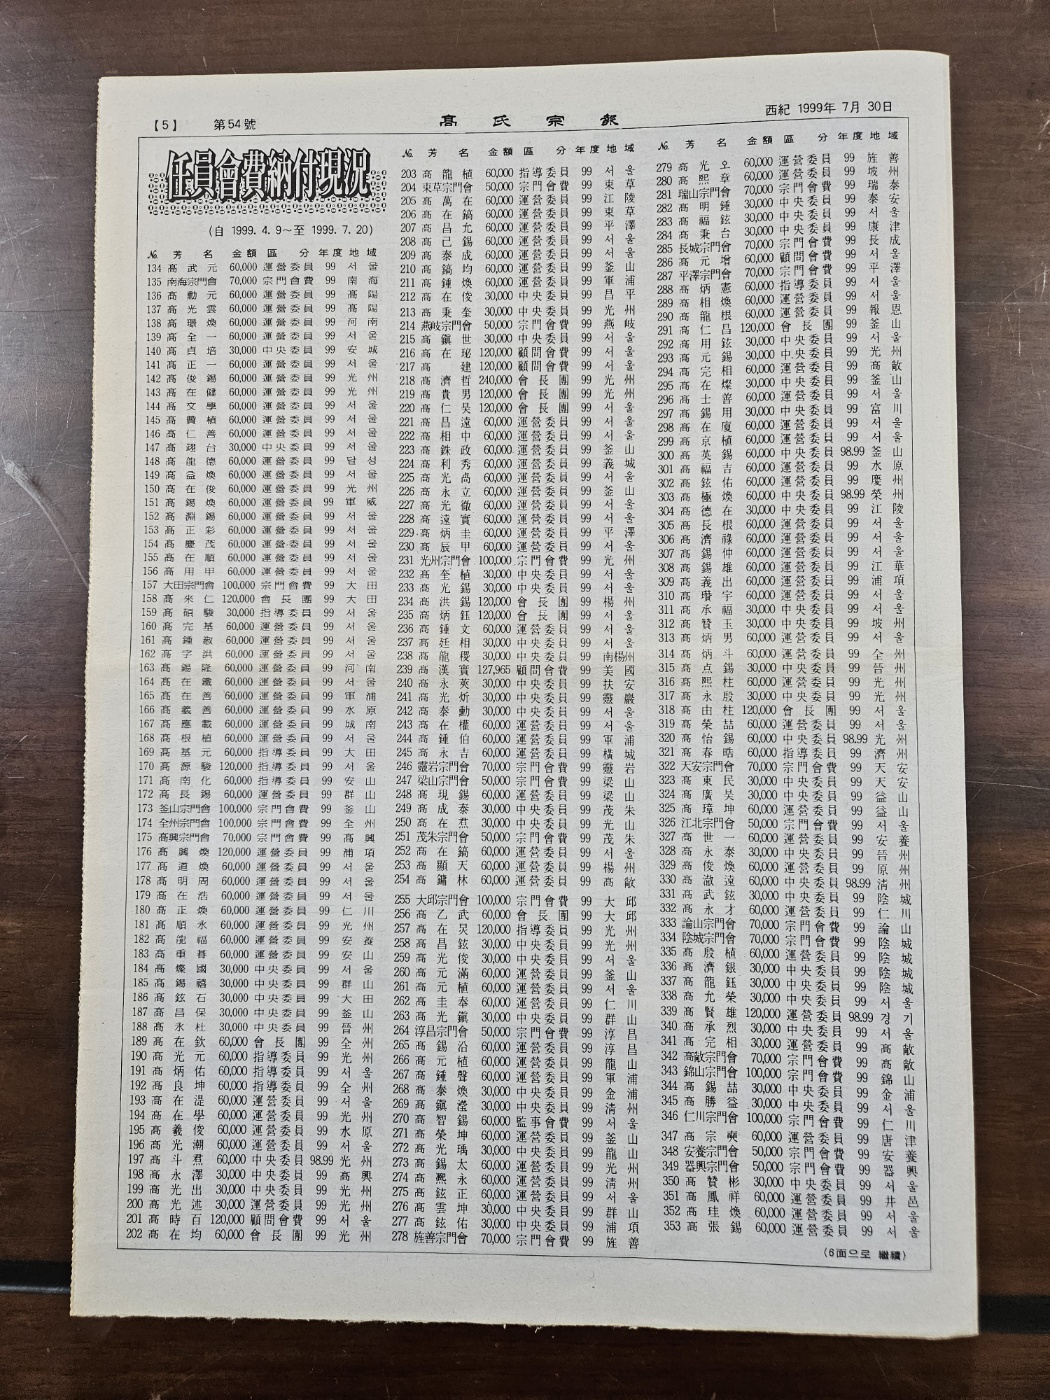 【5】 第54號 高氏宗報 西紀 1999年 7月 30日
任員會費納付現況
(自 1999. 4. 9~至 1999. 7. 20)
№ 芳名 金額 區分 年度 地域
134 高武元 60,000 運營委員 99 서울
135 南海宗門會 70,000 宗門會費 99 南海
136 高勳元 60,000 運營委員 99 高陽
137 高光雲 60,000 運營委員 99 高陽
138 高環煥 60,000 運營委員 99 河南
139 高全一 60,000 運營委員 99 서울
140 高貞培 30,000 中央委員 99 安城
141 高正一 60,000 運營委員 99 서울
142 高俊錫 60,000 運營委員 99 光州
143 高在健 60,000 運營委員 99 光州
144 高文學 60,000 運營委員 99 서울
145 高費植 60,000 運營委員 99 서울
146 高仁善 60,000 運營委員 99 서울
147 高翊台 30,000 中央委員 99 서울
148 高龍德 60,000 運營委員 99 달성
149 高益煥 60,000 運營委員 99 서울
150 高在俊 60,000 運營委員 99 光州
151 高錫煥 60,000 運營委員 99 軍威
152 高淵錫 60,000 運營委員 99 서울
153 高正彩 60,000 運營委員 99 서울
154 高慶茂 60,000 運營委員 99 서울
155 高在順 60,000 運營委員 99 서울
156 高用甲 60,000 運營委員 99 서울
157 大田宗門會 100,000 宗門會費 99 大田
158 高來仁 120,000 會長團 99 大田
159 高碩駿 30,000 指導委員 99 서울
160 高完基 60,000 運營委員 99 서울
161 高鍾敏 60,000 運營委員 99 서울
162 高字洪 60,000 運營委員 99 서울
163 高錫隆 60,000 運營委員 99 河南
164 高在鐵 60,000 運營委員 99 서울
165 高在善 60,000 運營委員 99 軍浦
166 高義善 60,000 運營委員 99 水原
167 高應載 60,000 運營委員 99 城南
168 高根植 60,000 運營委員 99 서울
169 高基元 60,000 指導委員 99 大田
170 高源駿 120,000 指導委員 99 서울
171 高南化 60,000 指導委員 99 安山
172 高長錫 60,000 運營委員 99 群山
173 釜山宗門會 100,000 宗門會費 99 釜山
174 全州宗門會 100,000 宗門會費 99 全州
175 高興宗門會 70,000 宗門會費 99 高興
176 高興煥 120,000 運營委員 99 浦項
177 高道煥 60,000 運營委員 99 서울
178 高明周 60,000 運營委員 99 서울
179 高在浩 60,000 運營委員 99 서울
180 高正煥 60,000 運營委員 99 仁川
181 高順永 60,000 運營委員 99 光州
182 高龍福 60,000 運營委員 99 安養
183 高重喜 60,000 運營委員 99 安山
184 高燦國 30,000 中央委員 99 서울
185 高錫禧 30,000 中央委員 99 群山
186 高鉉石 30,000 中央委員 99 大田
187 高昌保 30,000 中央委員 99 釜山
188 高永杜 30,000 中央委員 99 晉州
189 高在欽 60,000 會長團 99 全州
190 高光元 60,000 指導委員 99 光州
191 高炳佑 60,000 指導委員 99 서울
192 高良坤 60,000 指導委員 99 全州
193 高在湜 60,000 運營委員 99 서울
194 高在學 60,000 運營委員 99 光州
195 高義俊 60,000 運營委員 99 水原
196 高光潮 60,000 運營委員 99 서울
197 高斗君 60,000 中央委員 98.99 光州
198 高永澤 30,000 中央委員 99 高興
199 高光出 30,000 中央委員 99 光州
200 高光述 30,000 運營委員 99 光州
201 高時百 120,000 顧問會費 99 서울
202 高在均 60,000 會長團 99 光州
№ 芳名 金額 區分 年度 地域
203 高龍植 60,000 指導委員 99 서울
204 東草宗門會 50,000 宗門會費 99 東草
205 高萬在 60,000 運營委員 99 江陵
206 高在鎬 60,000 運營委員 99 東草
207 高昌允 60,000 運營委員 99 平澤
208 高己錫 60,000 運營委員 99 서울
209 高泰成 60,000 運營委員 99 서울
210 高鎬均 60,000 運營委員 99 釜山
211 高鍾煥 60,000 運營委員 99 軍浦
212 高在俊 30,000 中央委員 99 昌平
213 高秉奎 30,000 中央委員 99 光州
214 燕岐宗門會 50,000 宗門會費 99 燕岐
215 高鎭世 30,000 中央委員 99 서울
216 高在珌 120,000 顧問會費 99 서울
217 高建 120,000 顧問會費 99 서울
218 高濟哲 240,000 會長團 99 光州
219 高貴男 120,000 會長團 99 光州
220 高仁昊 120,000 會長團 99 서울
221 高昌遠 60,000 運營委員 99 서울
222 高相中 60,000 運營委員 99 서울
223 高銖政 60,000 運營委員 99 釜山
224 高利秀 60,000 運營委員 99 義城
225 高光尚 60,000 運營委員 99 서울
226 高永立 60,000 運營委員 99 釜山
227 高光徹 60,000 運營委員 99 서울
228 高遠實 60,000 運營委員 99 서울
229 高炳圭 60,000 運營委員 99 平澤
230 高辰甲 60,000 運營委員 99 서울
231 光州宗門會 100,000 宗門會費 99 光州
232 高奎植 30,000 中央委員 99 서울
233 高光錫 30,000 中央委員 99 서울
234 高洪錫 120,000 會長團 99 楊州
235 高炳鈺 120,000 會長團 99 서울
236 高鍾文 60,000 運營委員 99 서울
237 高廷相 30,000 中央委員 99 서울
238 高龍稷 30,000 中央委員 99 南楊州
239 高漢實 127,965 顧問會費 99 美國
240 高永英 30,000 中央委員 99 扶安
241 高光炘 30,000 中央委員 99 靈巖
242 高泰勳 30,000 中央委員 99 서울
243 高在權 60,000 運營委員 99 서울
244 高鍾伯 60,000 運營委員 99 軍浦
245 高永吉 60,000 運營委員 99 橫城
246 靈岩宗門會 70,000 宗門會費 99 靈岩
247 梁山宗門會 50,000 宗門會費 99 梁山
248 高現錫 60,000 運營委員 99 梁山
249 高成泰 30,000 中央委員 99 茂朱
250 高在焄 30,000 中央委員 99 光山
251 茂朱宗門會 50,000 宗門會費 99 茂朱
252 高在鎬 60,000 運營委員 99 서울
253 高顯天 60,000 運營委員 99 楊州
254 高鏞林 60,000 運營委員 99 高敞
255 大邱宗門會 100,000 宗門會費 99 大邱
256 高乙武 60,000 會長團 99 大邱
257 高在炅 120,000 指導委員 99 光州
258 高昌鉉 30,000 中央委員 99 光州
259 高光俊 30,000 中央委員 99 서울
260 高元滿 60,000 運營委員 99 釜山
261 高元植 60,000 運營委員 99 서울
262 高圭奉 60,000 運營委員 99 仁川
263 高光鎭 30,000 中央委員 99 群山
264 淳昌宗門會 50,000 宗門會費 99 淳昌
265 高錫沿 60,000 運營委員 99 淳昌
266 高元植 60,000 運營委員 99 龍山
267 高鍾聲 60,000 運營委員 99 軍浦
268 高泰煥 30,000 中央委員 99 金浦
269 高鎭瀅 30,000 中央委員 99 清州
270 高智錫 60,000 監事會費 99 서울
271 高榮坤 60,000 運營委員 99 釜山
272 高光瑀 30,000 中央委員 99 龍山
273 高錫太 60,000 運營委員 99 光州
274 高熙永 60,000 運營委員 99 清州
275 高鉉正 60,000 運營委員 99 서울
276 高雲坤 60,000 中央委員 99 群山
277 高鉉佑 30,000 中央委員 99 浦項
278 旌善宗門會 70,000 宗門會費 99 旌善
№ 芳名 金額 區分 年度 地域
279 高光오 60,000 運營委員 99 旌善
280 高熙章 60,000 運營委員 99 坡州
281 瑞山宗門會 70,000 宗門會費 99 瑞泰
282 高明鍾 30,000 中央委員 99 泰安
283 高福鉉 30,000 中央委員 99 서울
284 高秉台 30,000 中央委員 99 康津
285 長城宗門會 70,000 宗門會費 99 長成
286 高元增 60,000 顧問會費 99 서울
287 平澤宗門會 70,000 宗門會費 99 平澤
288 高炳憲 60,000 指導委員 99 서울
289 高相煥 60,000 運營委員 99 서울
290 高龍根 60,000 運營委員 99 報恩
291 高仁昌 120,000 會長團 99 釜山
292 高用鉉 30,000 中央委員 99 서울
293 高元錫 30,000 中央委員 99 光州
294 高完相 30,000 中央委員 99 高敞
295 高在燦 30,000 中央委員 99 釜山
296 高士善 60,000 運營委員 99 서울
297 高錫用 30,000 中央委員 99 富川
298 高在廈 60,000 運營委員 99 서울
299 高京植 60,000 運營委員 99 서울
300 高英錫 60,000 中央委員 98.99 釜山
301 高福吉 60,000 運營委員 99 水原
302 高鉉佑 60,000 運營委員 99 慶州
303 高極煥 60,000 中央委員 98.99 榮州
304 高德在 30,000 中央委員 99 江陵
305 高長根 60,000 運營委員 99 서울
306 高濟祿 60,000 運營委員 99 서울
307 高錫仲 60,000 運營委員 99 서울
308 高錫雄 60,000 運營委員 99 江華
309 高義出 60,000 運營委員 99 浦項
310 高瓚宇 60,000 運營委員 99 서울
311 高承福 30,000 中央委員 99 서울
312 高贊玉 30,000 中央委員 99 坡州
313 高炳男 60,000 運營委員 99 서울
314 高炳斗 60,000 運營委員 99 全州
315 高点錫 30,000 中央委員 99 晉州
316 高熙柱 60,000 運營委員 99 光州
317 高永殷 30,000 中央委員 99 光州
318 高由柱 120,000 會長團 99 서울
319 高榮喆 60,000 運營委員 99 서울
320 高怡錫 60,000 中央委員 98.99 光州
321 高春晧 60,000 指導委員 99 濟州
322 天安宗門會 70,000 宗門會費 99 天安
323 高東民 30,000 中央委員 99 天安
324 高廣昊 30,000 中央委員 99 益山
325 高璋坤 60,000 運營委員 99 益山
326 江北宗門會 50,000 宗門會費 99 서울
327 高世一 60,000 運營委員 99 安養
328 高永泰 30,000 中央委員 99 晉州
329 高俊煥 60,000 運營委員 99 原州
330 高澈遠 60,000 中央委員 98.99 清州
331 高武鉉 30,000 中央委員 99 陰城
332 高永才 60,000 運營委員 99 仁川
333 論山宗門會 70,000 宗門會費 99 論山
334 陰城宗門會 70,000 宗門會費 99 陰城
335 高殷植 60,000 運營委員 99 陰城
336 高濟銀 30,000 中央委員 99 陰城
337 高龍鈺 30,000 中央委員 99 陰城
338 高允榮 30,000 中央委員 99 서울
339 高賢雄 120,000 運營委員 98.99 경기
340 高承烈 30,000 中央委員 99 서울
341 高完相 30,000 運營委員 99 高敞
342 高敞宗門會 70,000 宗門會費 99 高敞
343 錦山宗門會 100,000 宗門會費 99 錦山
344 高錫喆 30,000 中央委員 99 金浦
345 高勝益 30,000 中央委員 99 서울
346 仁川宗門會 100,000 宗門會費 99 仁川
347 高宗奭 60,000 運營委員 99 唐津
348 安養宗門會 50,000 宗門會費 99 安養
349 器興宗門會 50,000 宗門會費 99 器興
350 高贊彬 30,000 中央委員 99 서울
351 高鳳祥 60,000 運營委員 99 井邑
352 高珪煥 60,000 運營委員 99 서울
353 高張錫 60,000 運營委員 99 서울
(6面으로 繼續)